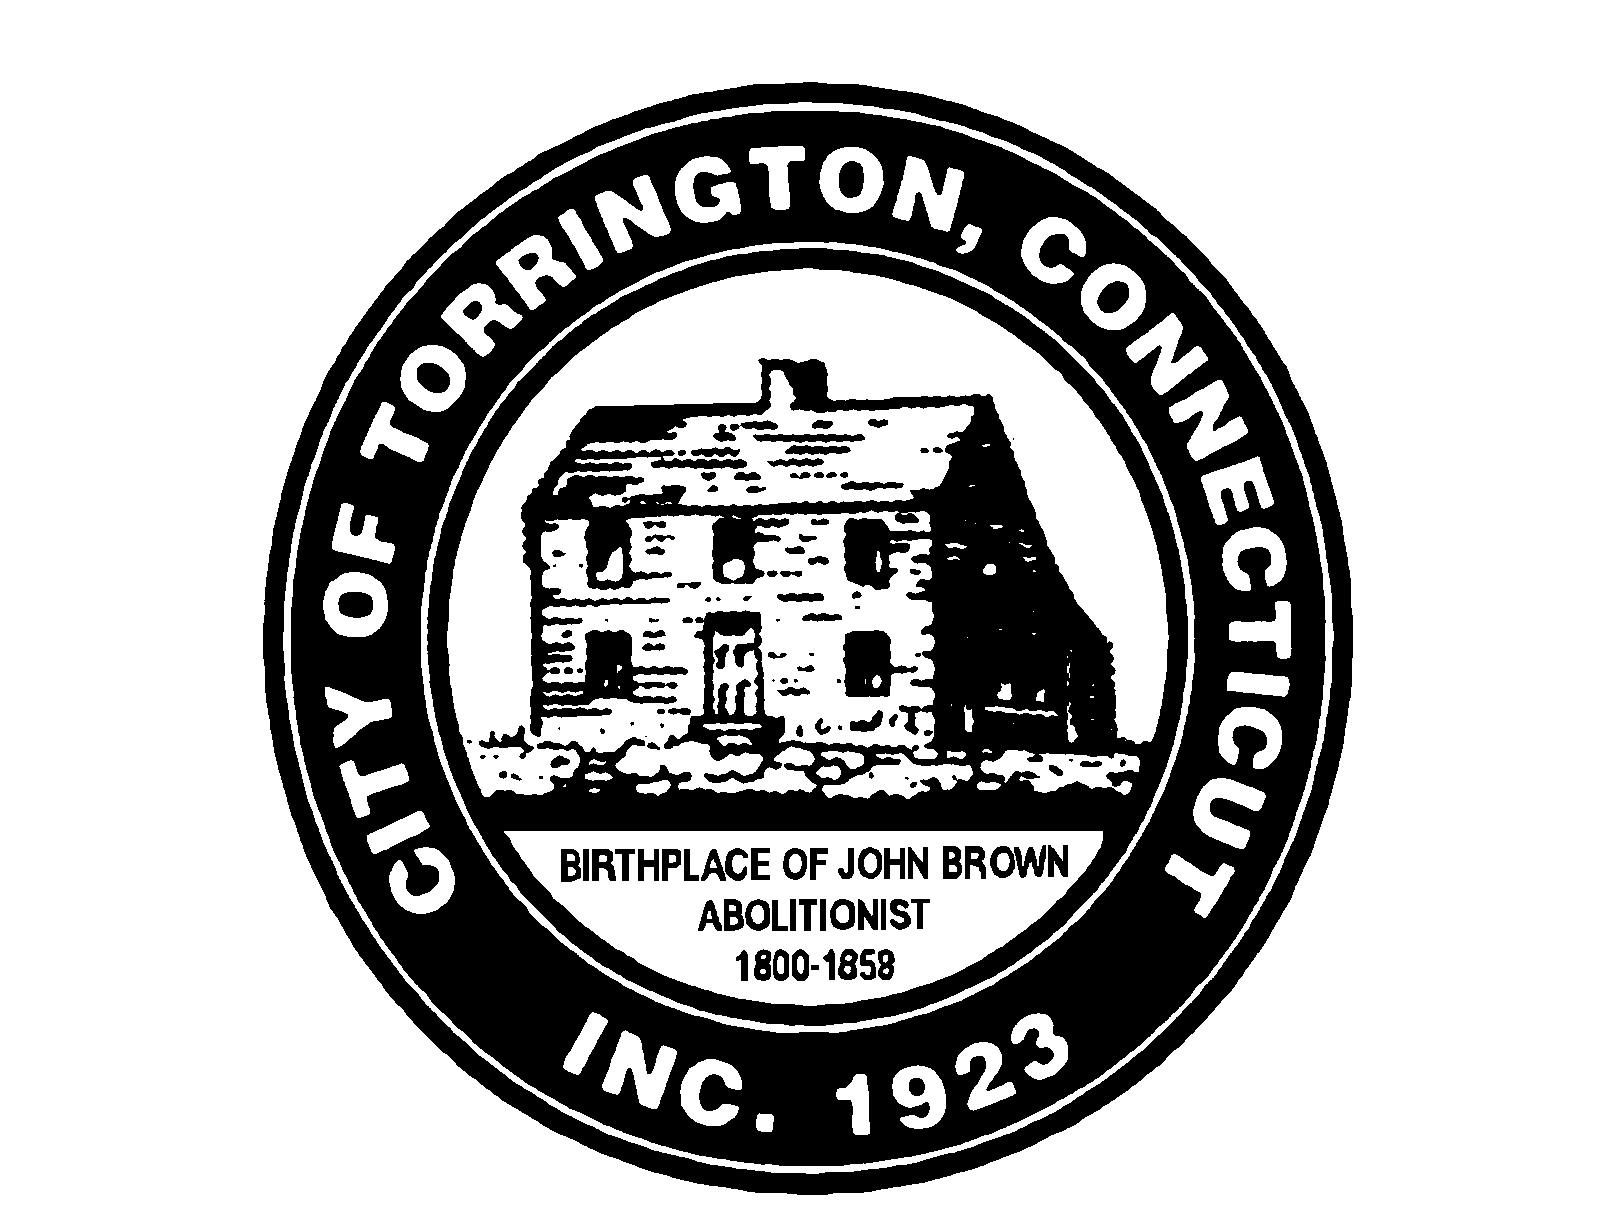 CITY OF TORRINGTON, CONNECTICUT
BIRTHPLACE OF JOHN BROWN
ABOLITIONIST
1800-1858
INC. 1923